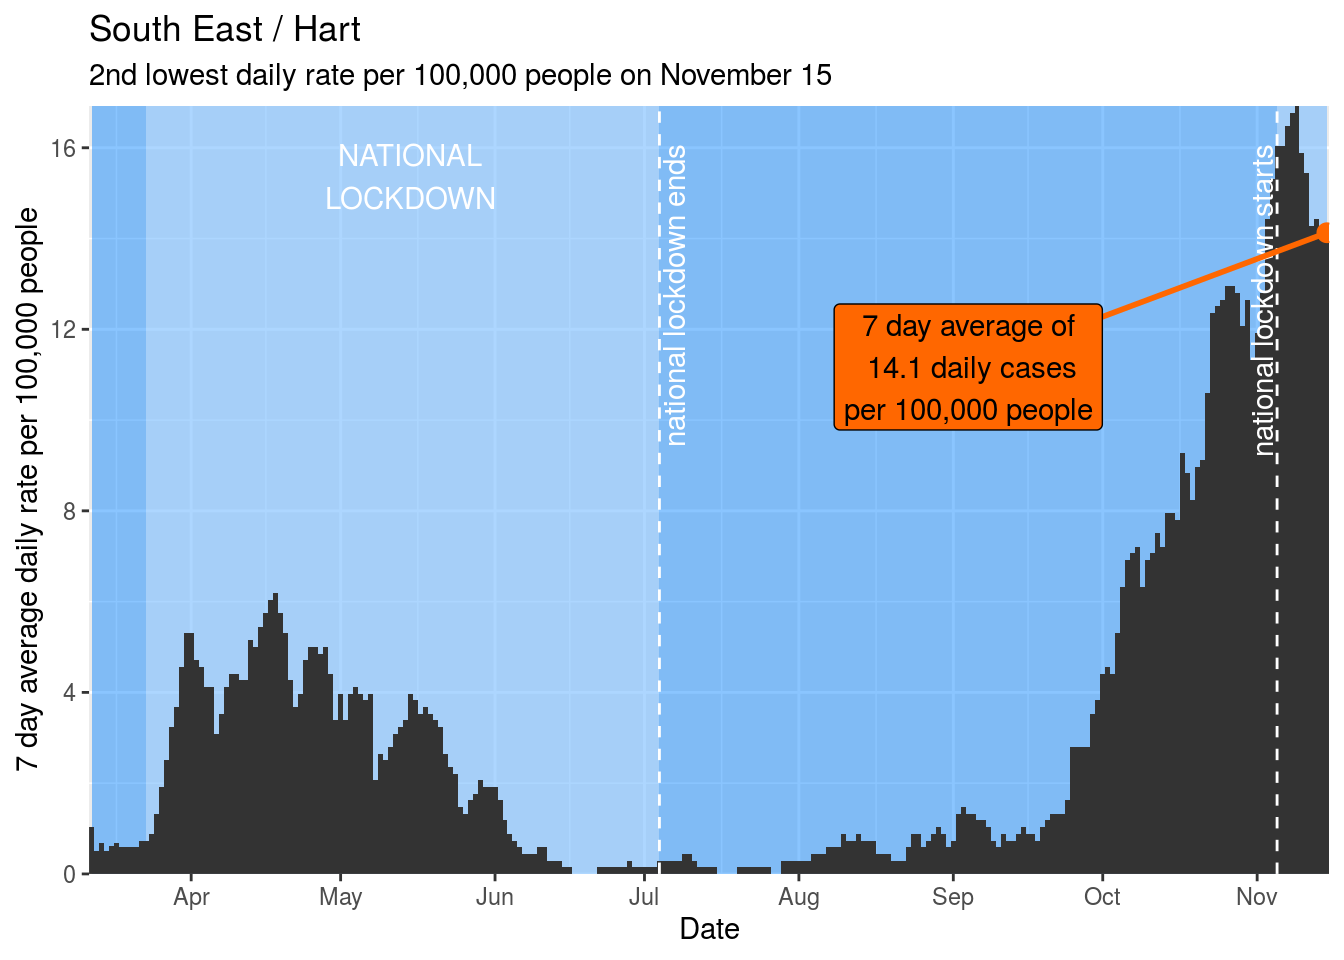 South East / Hart
2nd lowest daily rate per 100,000 people on November 15
7 day average daily rate per 100,000 people
16
12
8
4
0
NATIONAL
LOCKDOWN
national lockdown ends
7 day average of
14.1 daily cases
per 100,000 people
national lockdown starts
Apr
May
Jun
Jul
Aug
Sep
Oct
Nov
Date